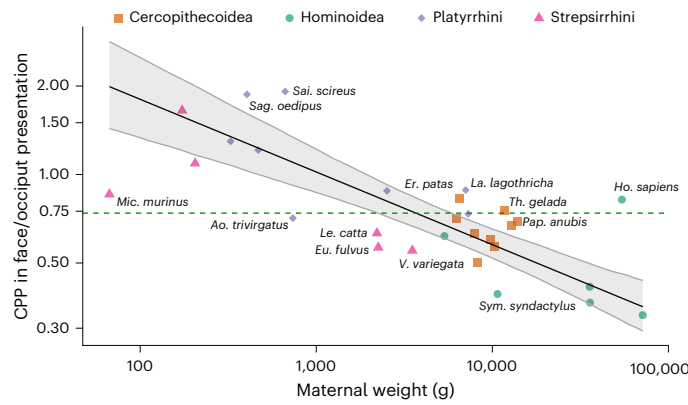 Cercopithecoidea Hominoidea Platyrrhini Strepsirrhini
CPP in face/occiput presentation
2.00
1.50
1.00
0.75
0.50
0.30
Sai. scireus
Sag. oedipus
Mic. murinus
Er. patas
La. lagothricha
Ho. sapiens
Th. gelada
Ao. trivirgatus
Pap. anubis
Le. catta
Eu. fulvus
V. variegata
Sym. syndactylus
100 1,000 10,000 100,000
Maternal weight (g)